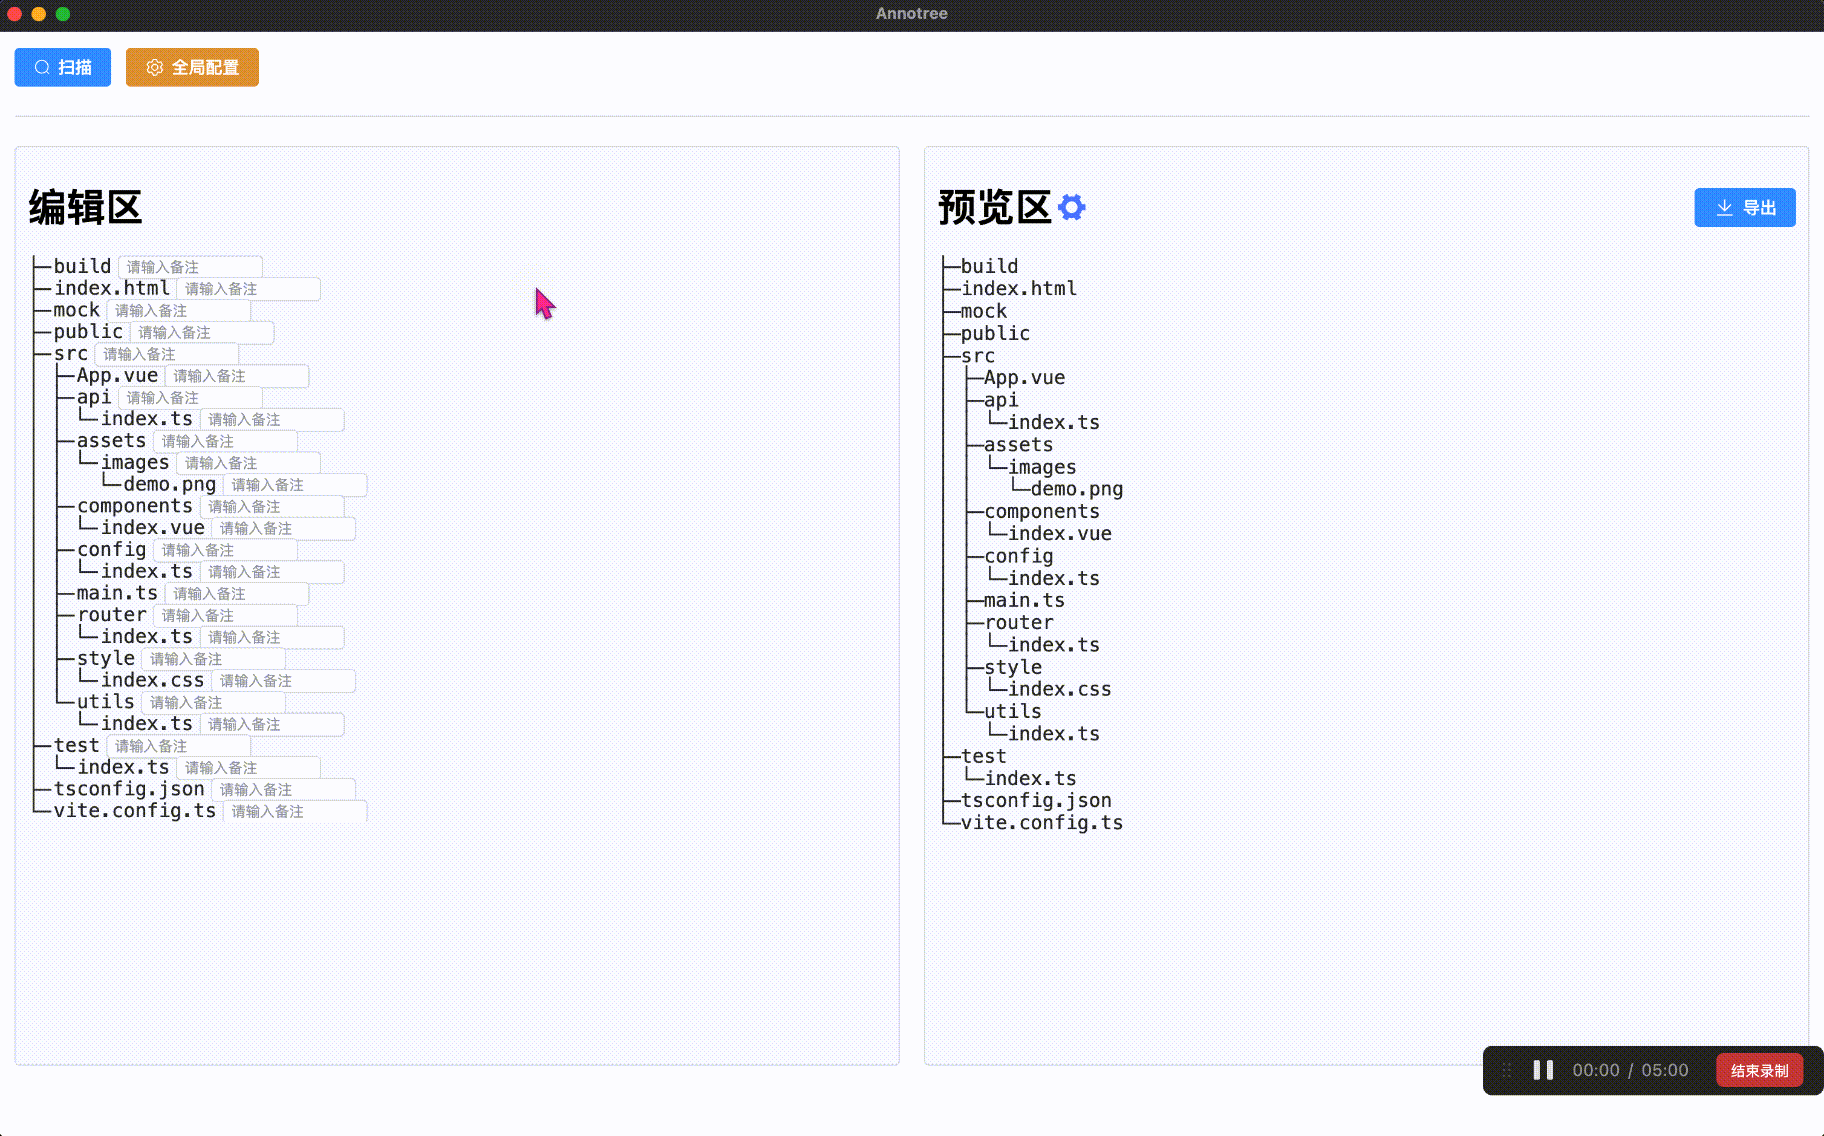 Annotree
扫描 全局配置
编辑区
├─build 请输入备注
├─index.html 请输入备注
├─mock 请输入备注
├─public 请输入备注
├─src 请输入备注
│ ├─App.vue 请输入备注
│ ├─api 请输入备注
│ │ └─index.ts 请输入备注
│ ├─assets 请输入备注
│ │ └─images 请输入备注
│ │   └─demo.png 请输入备注
│ ├─components 请输入备注
│ │ └─index.vue 请输入备注
│ ├─config 请输入备注
│ │ └─index.ts 请输入备注
│ ├─main.ts 请输入备注
│ ├─router 请输入备注
│ │ └─index.ts 请输入备注
│ ├─style 请输入备注
│ │ └─index.css 请输入备注
│ └─utils 请输入备注
│   └─index.ts 请输入备注
├─test 请输入备注
│ └─index.ts 请输入备注
├─tsconfig.json 请输入备注
└─vite.config.ts 请输入备注
预览区 导出
├─build
├─index.html
├─mock
├─public
├─src
│ ├─App.vue
│ ├─api
│ │ └─index.ts
│ ├─assets
│ │ └─images
│ │   └─demo.png
│ ├─components
│ │ └─index.vue
│ ├─config
│ │ └─index.ts
│ ├─main.ts
│ ├─router
│ │ └─index.ts
│ ├─style
│ │ └─index.css
│ └─utils
│   └─index.ts
├─test
│ └─index.ts
├─tsconfig.json
└─vite.config.ts
00:00 / 05:00 结束录制